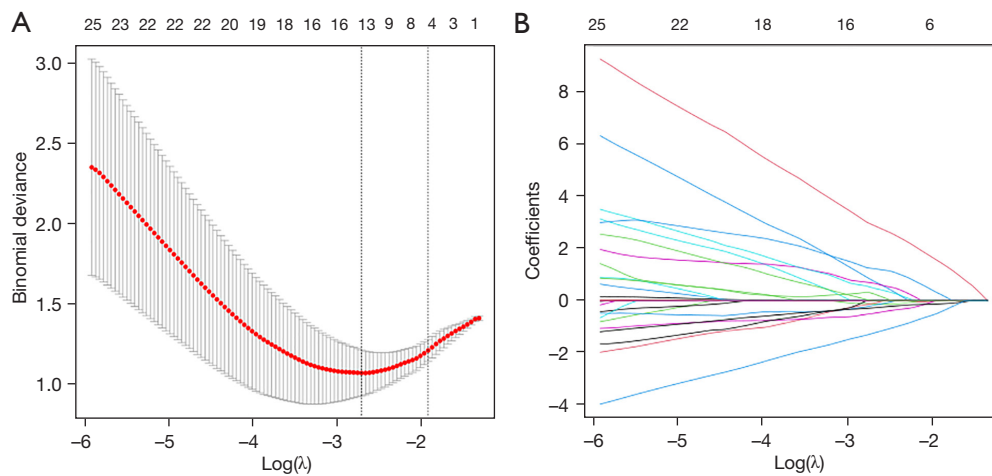 A
25 23 22 22 22 20 19 18 16 16 13 9 8 4 3 1
3.0
2.5
2.0
1.5
1.0
Binomial deviance
–6 –5 –4 –3 –2
Log(λ)
B
25 22 18 16 6
8
6
4
2
0
–2
–4
Coefficients
–6 –5 –4 –3 –2
Log(λ)